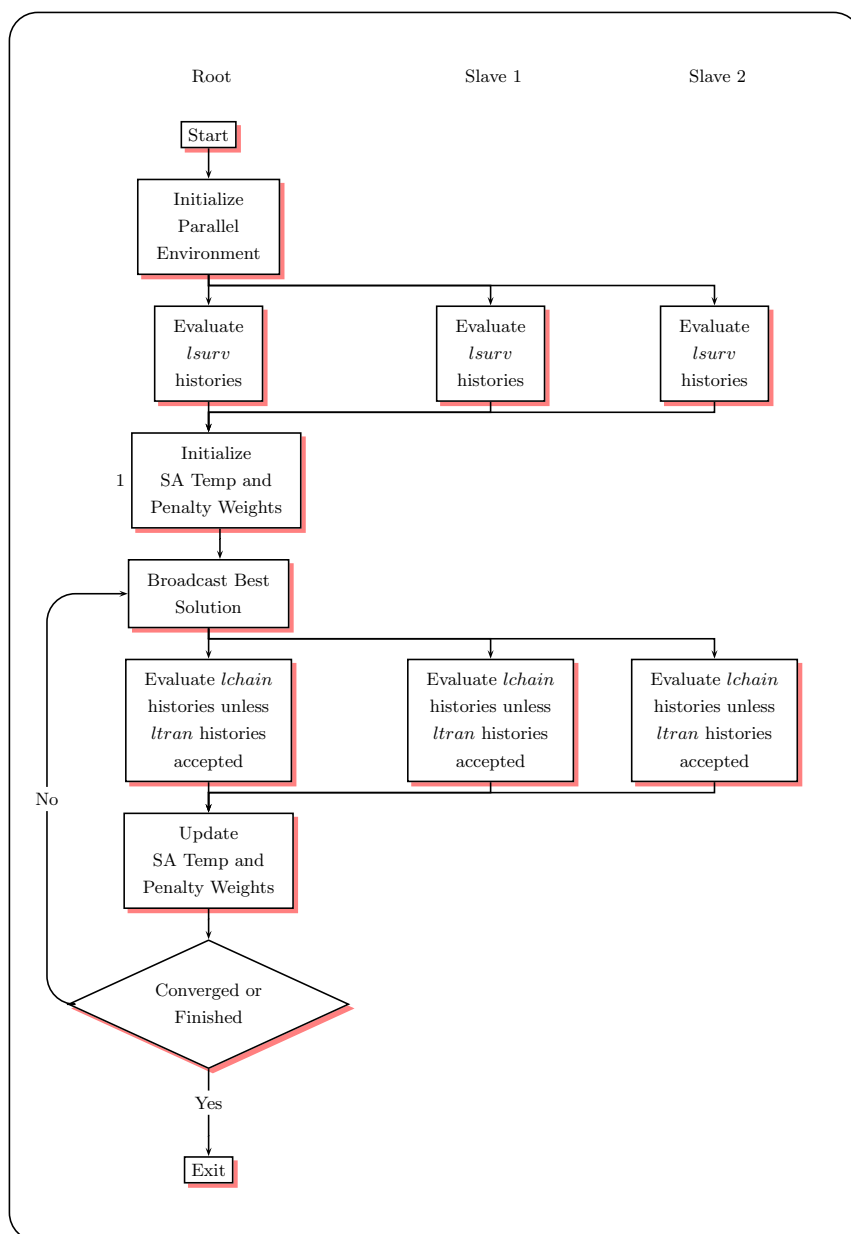 Root
Slave 1
Slave 2
Start
Initialize
Parallel
Environment
Evaluate
lsurv
histories
Evaluate
lsurv
histories
Evaluate
lsurv
histories
1
Initialize
SA Temp and
Penalty Weights
Broadcast Best
Solution
Evaluate lchain
histories unless
ltran histories
accepted
Evaluate lchain
histories unless
ltran histories
accepted
Evaluate lchain
histories unless
ltran histories
accepted
No
Update
SA Temp and
Penalty Weights
Converged or
Finished
Yes
Exit